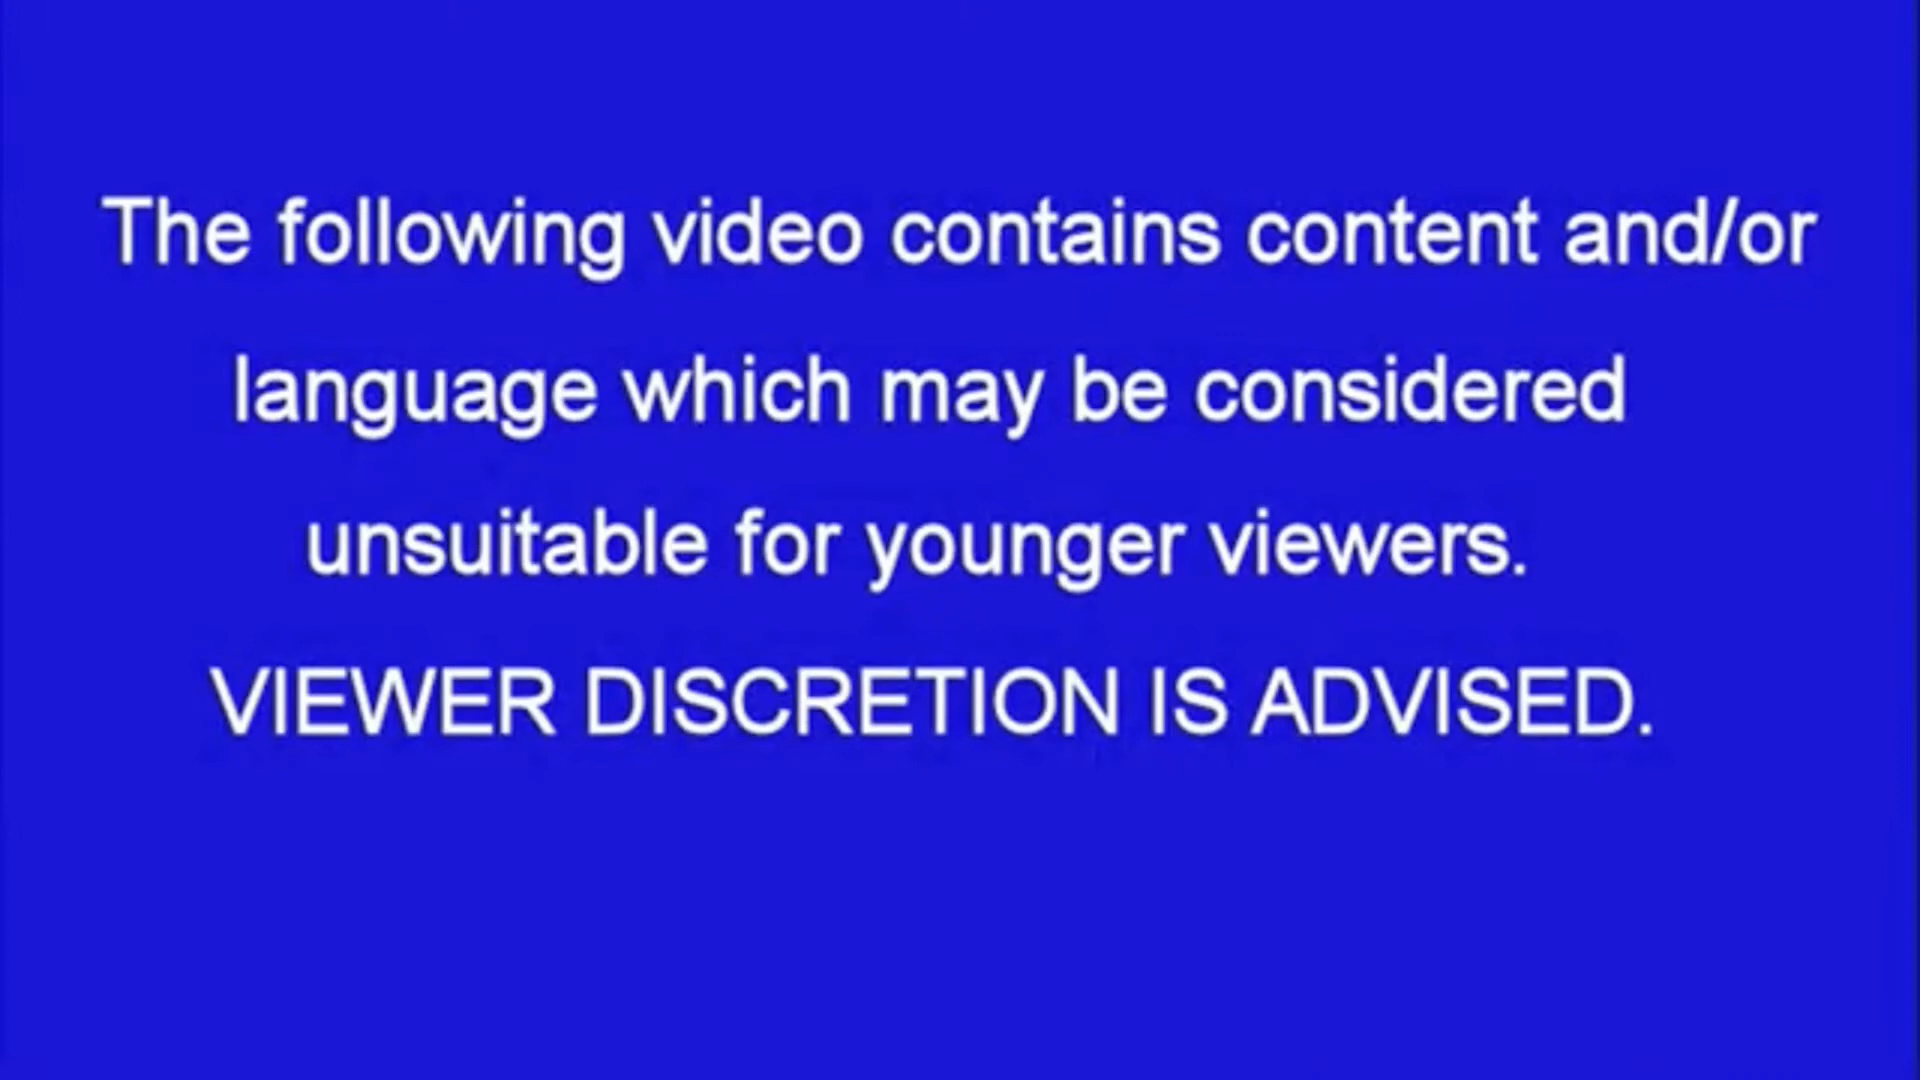 The following video contains content and/or
language which may be considered
unsuitable for younger viewers.
VIEWER DISCRETION IS ADVISED.